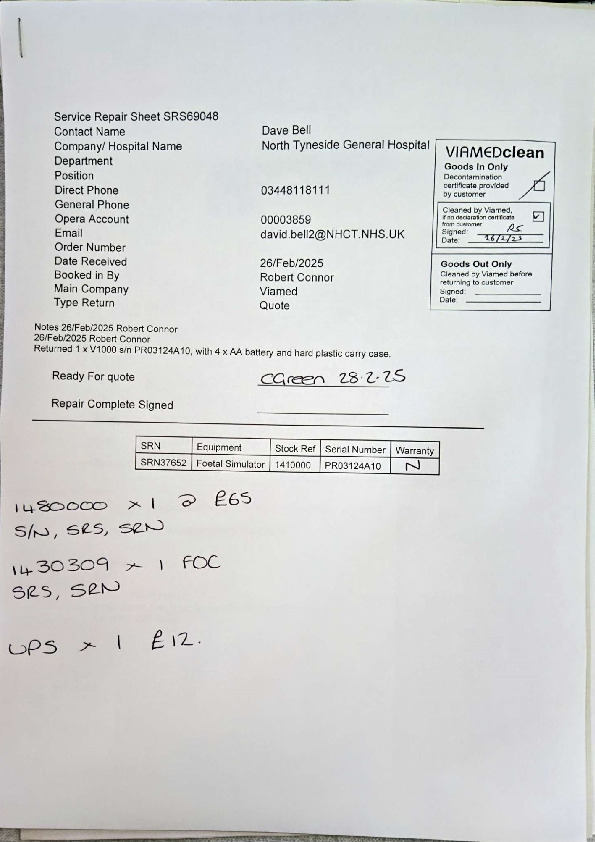 Service Repair Sheet SRS69048
Contact Name Dave Bell
Company/ Hospital Name North Tyneside General Hospital
Department
Position
Direct Phone 03448118111
General Phone
Opera Account 00003859
Email david.bell2@NHCT.NHS.UK
Order Number
Date Received 26/Feb/2025
Booked in By Robert Connor
Main Company Viamed
Type Return Quote
VIAMEDclean
Goods In Only
Decontamination
certificate provided
by customer
Cleaned by Viamed,
if no declaration certificate
from customer
Signed: RS
Date: 26/2/25
Goods Out Only
Cleaned by Viamed before
returning to customer
Signed:
Date:
Notes 26/Feb/2025 Robert Connor
26/Feb/2025 Robert Connor
Returned 1 x V1000 s/n PR03124A10, with 4 x AA battery and hard plastic carry case.
Ready For quote CGreen 28.2.25
Repair Complete Signed
SRN Equipment Stock Ref Serial Number Warranty
SRN37652 Foetal Simulator 1410000 PR03124A10 N
1480000 x 1 @ £65
S/N, SRS, SRN
1430309 x 1 FOC
SRS, SRN
UPS x 1 £12.